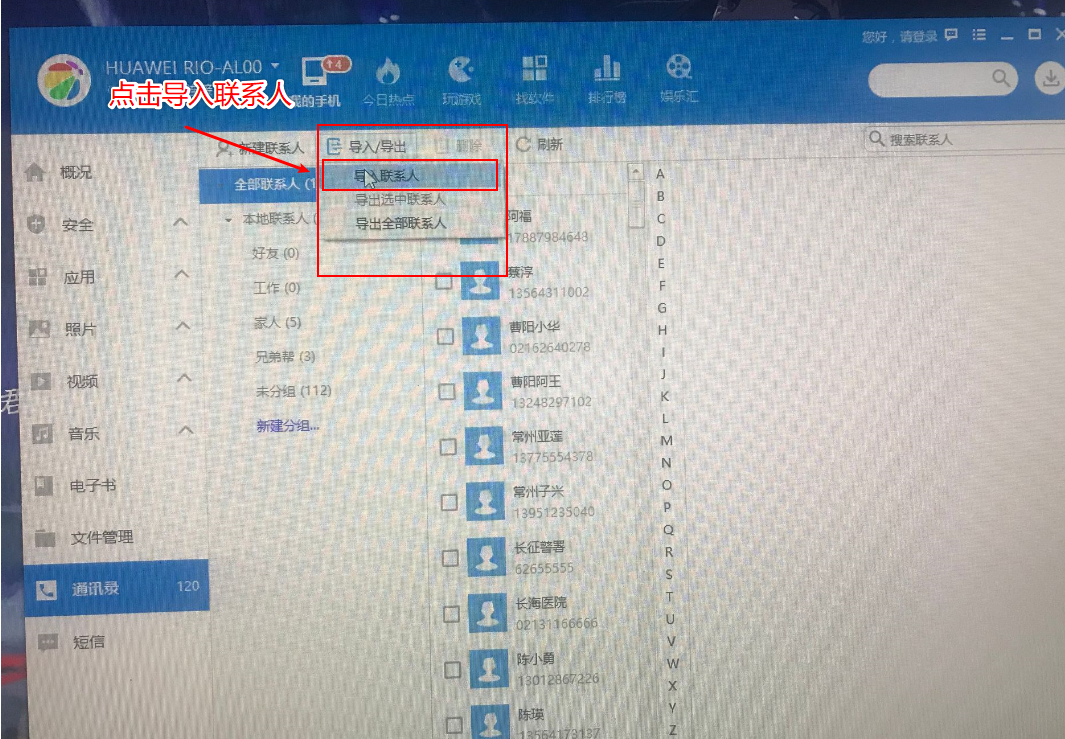 您好，请登录
HUAWEI RIO-AL00
4
点击导入联系人
我的手机
今日热点
玩游戏
找软件
排行榜
娱乐汇
新建联系人
导入/导出
删除
刷新
搜索联系人
导入联系人
导出选中联系人
导出全部联系人
概况
安全
应用
照片
视频
音乐
电子书
文件管理
通讯录 120
短信
全部联系人 (1
本地联系人 (
好友 (0)
工作 (0)
家人 (5)
兄弟帮 (3)
未分组 (112)
新建分组...
阿福
17887984648
蔡淳
13564311002
曹阳小华
02162640278
曹阳阿王
13248297102
常州亚莲
13775554378
常州子兴
13951235040
长征警署
62655555
长海医院
02131166666
陈小勇
13012867226
陈瑛
13564173137
A
B
C
D
E
F
G
H
I
J
K
L
M
N
O
P
Q
R
S
T
U
V
W
X
Y
Z